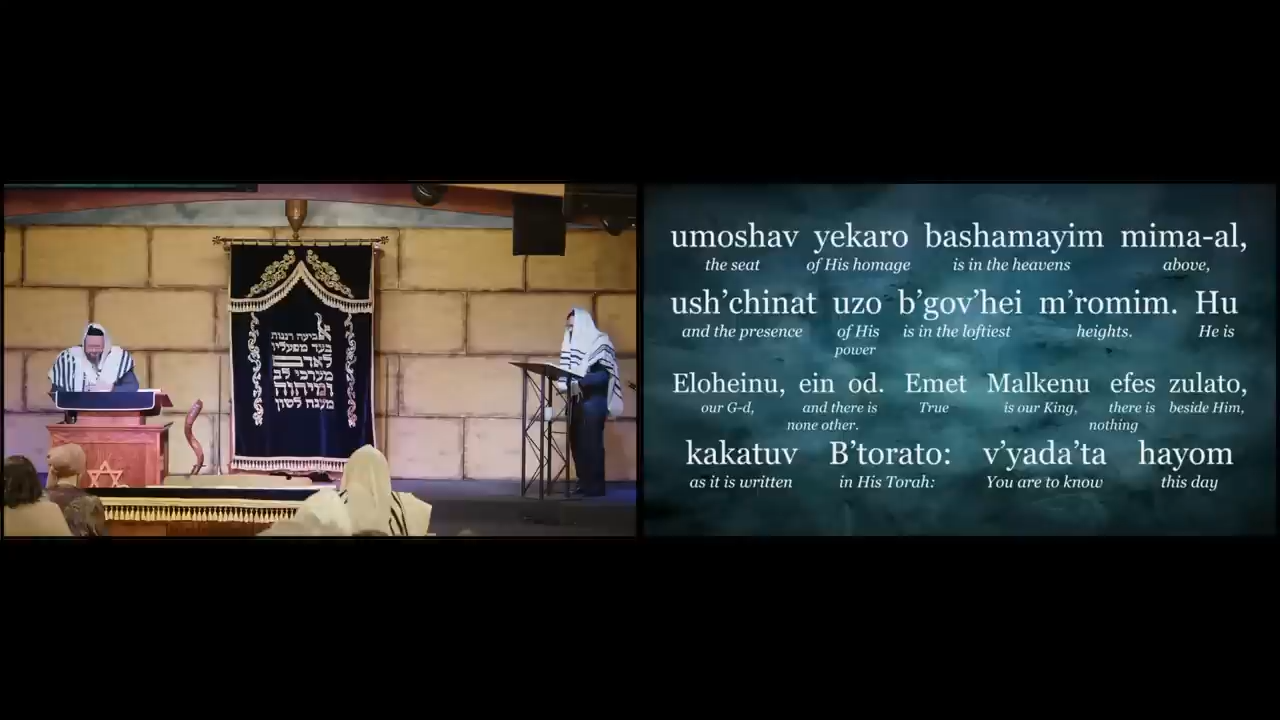 umoshav yekaro bashamayim mima-al,
the seat of His homage is in the heavens above,
ush’chinat uzo b’gov’hei m’romim. Hu
and the presence of His power is in the loftiest heights. He is
Eloheinu, ein od. Emet Malkenu efes zulato,
our G-d, and there is none other. True is our King, there is nothing beside Him,
kakatuv B’torato: v’yada’ta hayom
as it is written in His Torah: You are to know this day